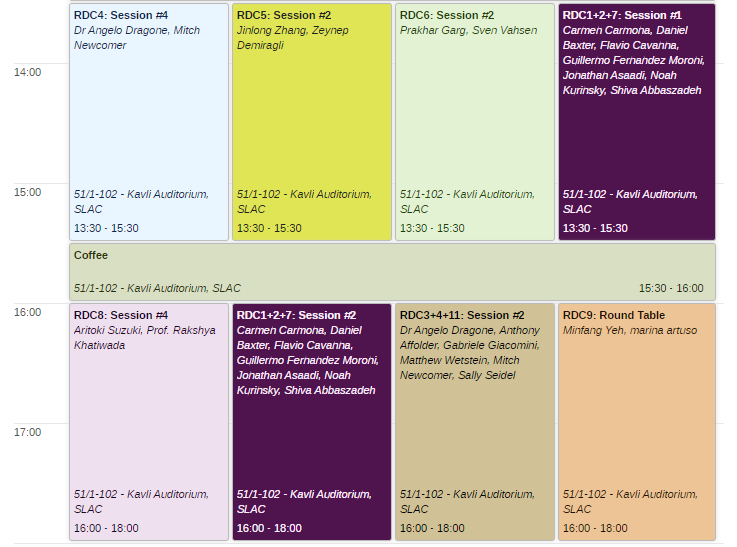 RDC4: Session #4
Dr Angelo Dragone, Mitch
Newcomer
51/1-102 - Kavli Auditorium,
SLAC
13:30 - 15:30
RDC5: Session #2
Jinlong Zhang, Zeynep
Demiragli
51/1-102 - Kavli Auditorium,
SLAC
13:30 - 15:30
RDC6: Session #2
Prakhar Garg, Sven Vahsen
51/1-102 - Kavli Auditorium,
SLAC
13:30 - 15:30
RDC1+2+7: Session #1
Carmen Carmona, Daniel
Baxter, Flavio Cavanna,
Guillermo Fernandez Moroni,
Jonathan Asaadi, Noah
Kurinsky, Shiva Abbaszadeh
51/1-102 - Kavli Auditorium,
SLAC
13:30 - 15:30
14:00
15:00
Coffee
51/1-102 - Kavli Auditorium, SLAC
15:30 - 16:00
16:00
RDC8: Session #4
Aritoki Suzuki, Prof. Rakshya
Khatiwada
51/1-102 - Kavli Auditorium,
SLAC
16:00 - 18:00
RDC1+2+7: Session #2
Carmen Carmona, Daniel
Baxter, Flavio Cavanna,
Guillermo Fernandez Moroni,
Jonathan Asaadi, Noah
Kurinsky, Shiva Abbaszadeh
51/1-102 - Kavli Auditorium,
SLAC
16:00 - 18:00
RDC3+4+11: Session #2
Dr Angelo Dragone, Anthony
Affolder, Gabriele Giacomini,
Matthew Wetstein, Mitch
Newcomer, Sally Seidel
51/1-102 - Kavli Auditorium,
SLAC
16:00 - 18:00
RDC9: Round Table
Minfang Yeh, marina artuso
51/1-102 - Kavli Auditorium,
SLAC
16:00 - 18:00
17:00